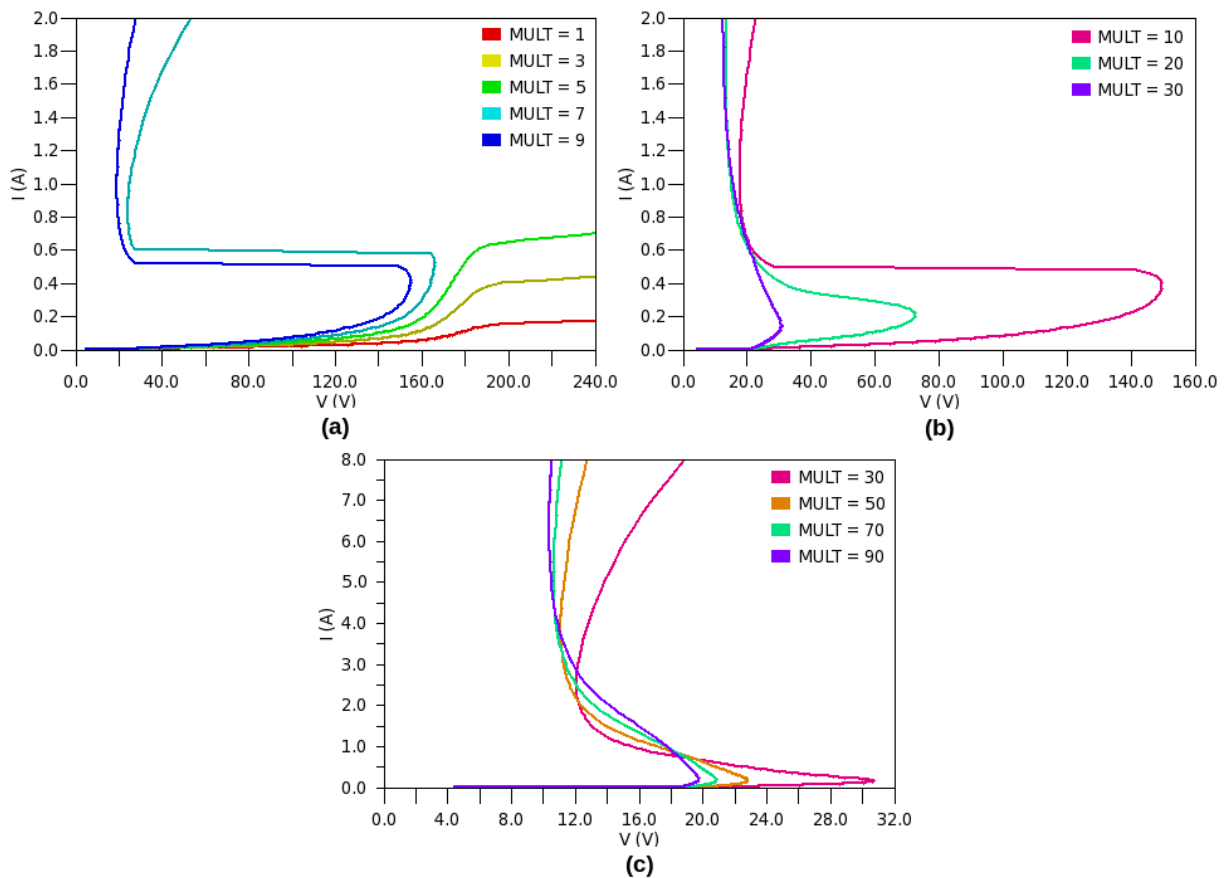 2.0
1.8
1.6
1.4
1.2
1.0
0.8
0.6
0.4
0.2
0.0
I (A)
0.0 40.0 80.0 120.0 160.0 200.0 240.0
V (V)
MULT = 1
MULT = 3
MULT = 5
MULT = 7
MULT = 9
(a)
2.0
1.8
1.6
1.4
1.2
1.0
0.8
0.6
0.4
0.2
0.0
I (A)
0.0 20.0 40.0 60.0 80.0 100.0 120.0 140.0 160.0
V (V)
MULT = 10
MULT = 20
MULT = 30
(b)
8.0
7.0
6.0
5.0
4.0
3.0
2.0
1.0
0.0
I (A)
0.0 4.0 8.0 12.0 16.0 20.0 24.0 28.0 32.0
V (V)
MULT = 30
MULT = 50
MULT = 70
MULT = 90
(c)